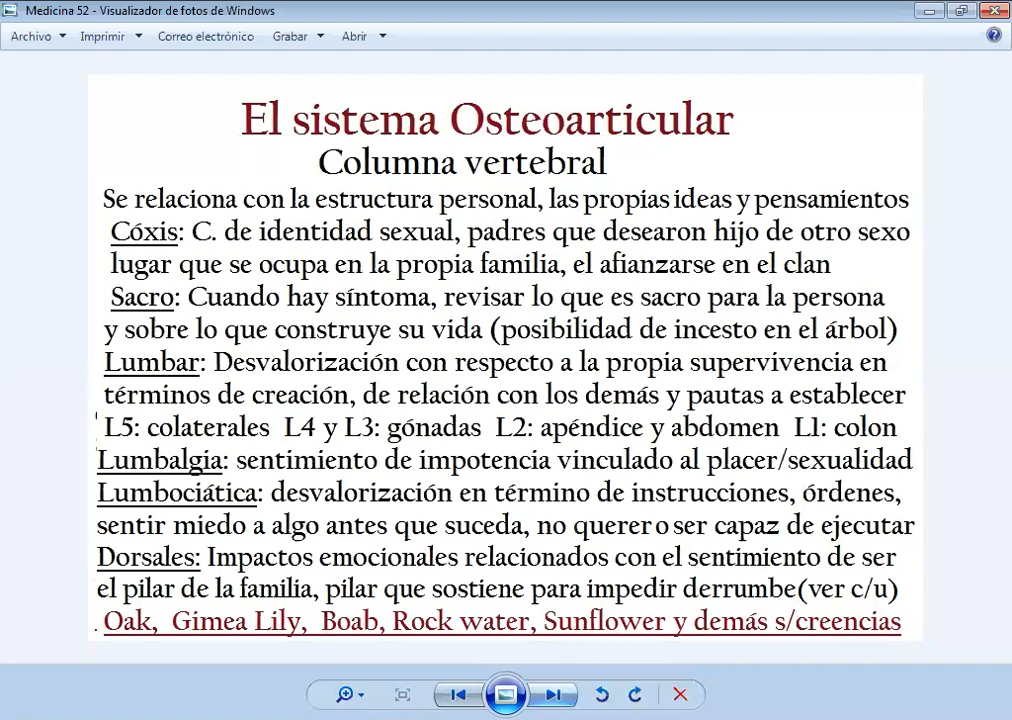 Medicina 52 - Visualizador de fotos de Windows
Archivo Imprimir Correo electrónico Grabar Abrir
El sistema Osteoarticular
Columna vertebral
Se relaciona con la estructura personal, las propias ideas y pensamientos
Cóxis: C. de identidad sexual, padres que desearon hijo de otro sexo
lugar que se ocupa en la propia familia, el afianzarse en el clan
Sacro: Cuando hay síntoma, revisar lo que es sacro para la persona
y sobre lo que construye su vida (posibilidad de incesto en el árbol)
Lumbar: Desvalorización con respecto a la propia supervivencia en
términos de creación, de relación con los demás y pautas a establecer
L5: colaterales L4 y L3: gónadas L2: apéndice y abdomen L1: colon
Lumbalgia: sentimiento de impotencia vinculado al placer/sexualidad
Lumbociática: desvalorización en término de instrucciones, órdenes,
sentir miedo a algo antes que suceda, no querer o ser capaz de ejecutar
Dorsales: Impactos emocionales relacionados con el sentimiento de ser
el pilar de la familia, pilar que sostiene para impedir derrumbe(ver c/u)
. Oak, Gimea Lily, Boab, Rock water, Sunflower y demás s/creencias